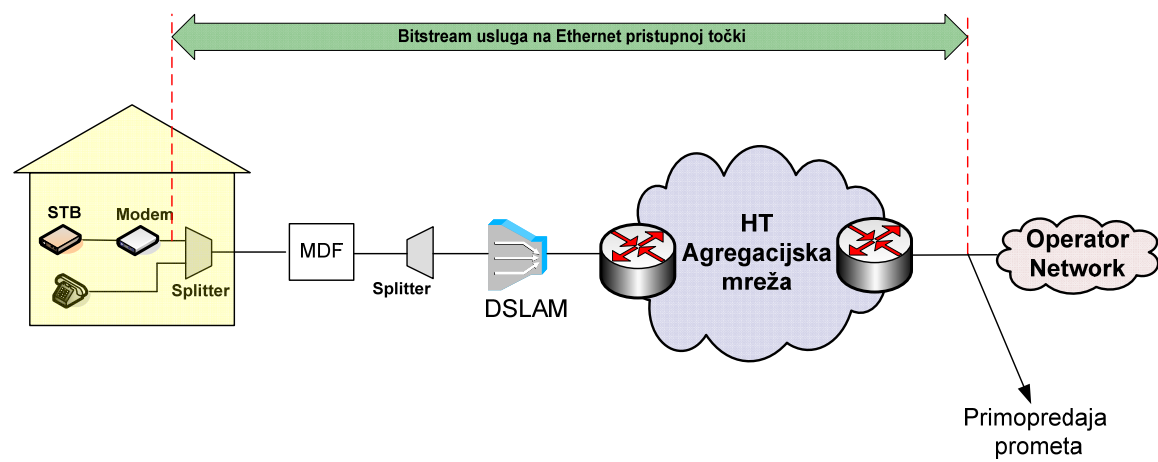 Bitstream usluga na Ethernet pristupnoj točki
STB
Modem
Splitter
MDF
Splitter
DSLAM
HT
Agregacijska
mreža
Operator
Network
Primopredaja
prometa